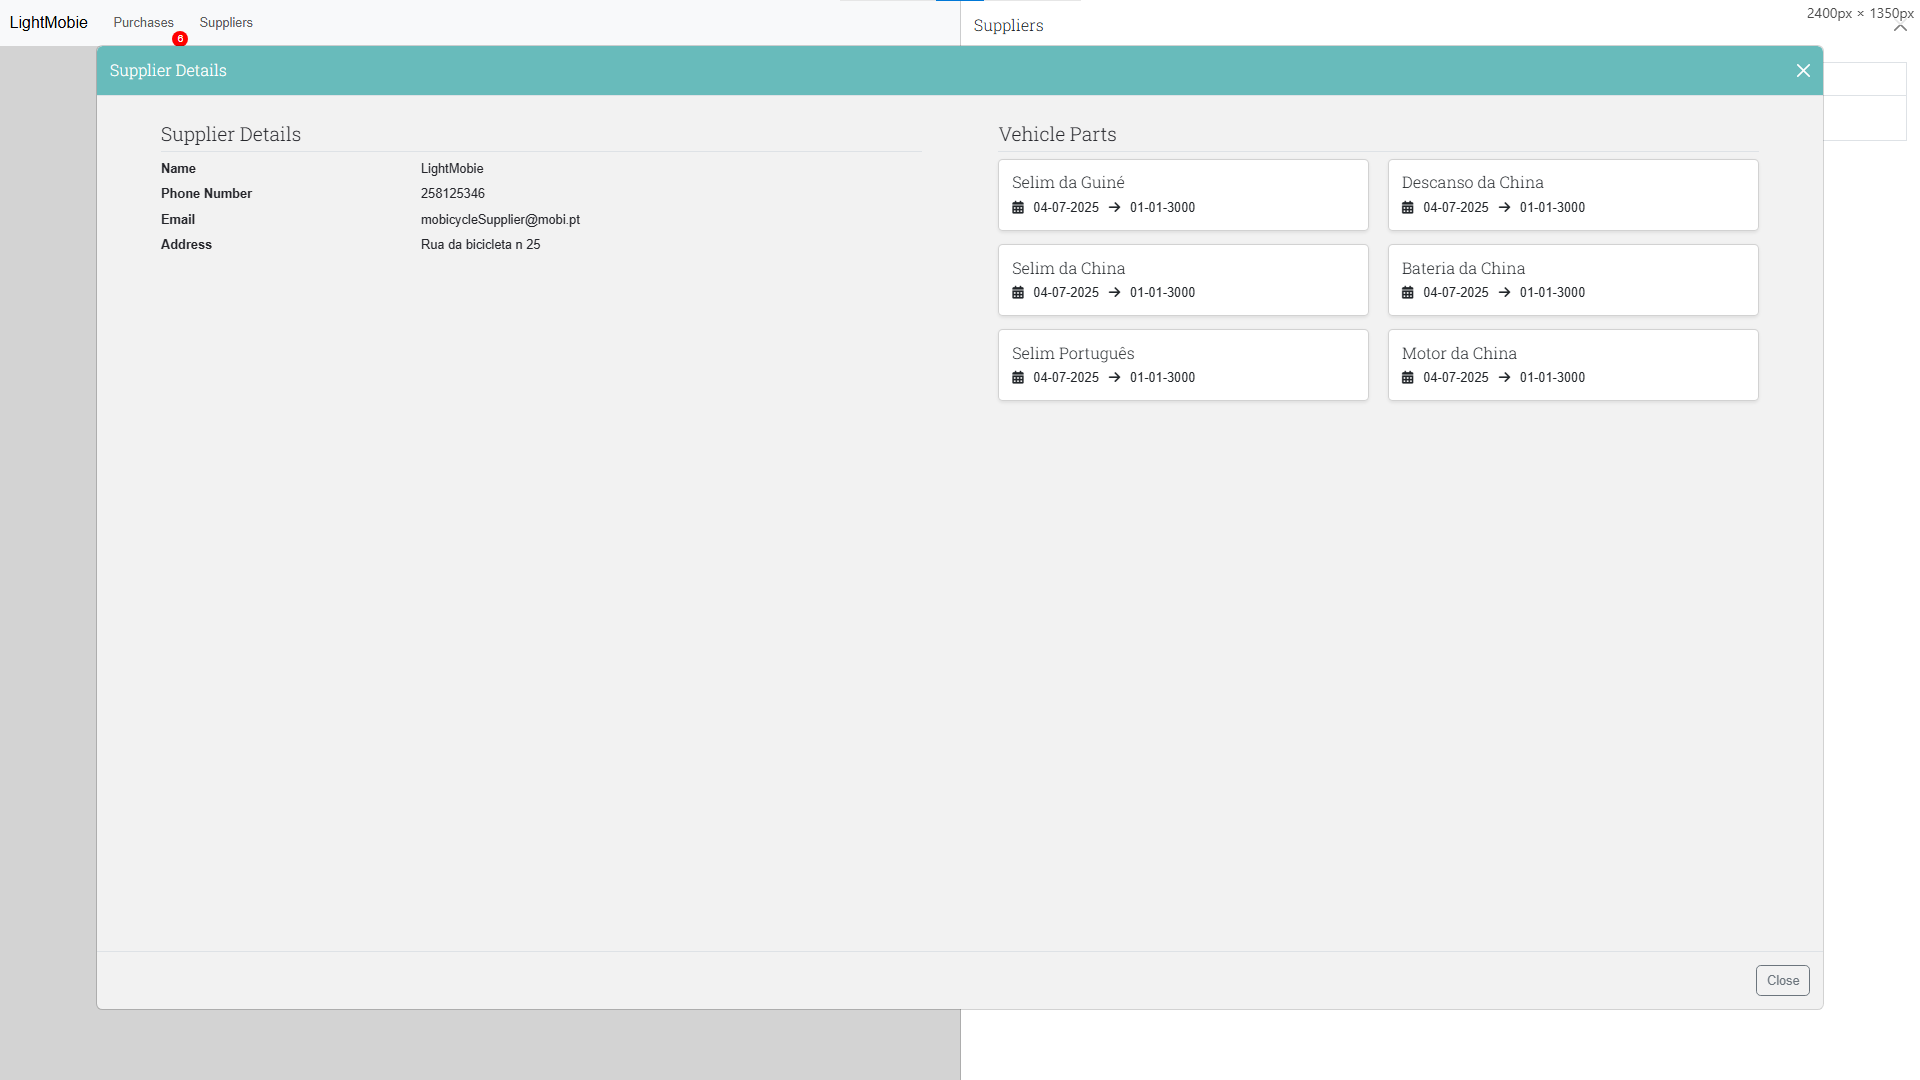 LightMobie
Purchases
6
Suppliers
Suppliers
2400px × 1350px
Supplier Details
Supplier Details
Name LightMobie
Phone Number 258125346
Email mobicycleSupplier@mobi.pt
Address Rua da bicicleta n 25
Vehicle Parts
Selim da Guiné
04-07-2025 → 01-01-3000
Descanso da China
04-07-2025 → 01-01-3000
Selim da China
04-07-2025 → 01-01-3000
Bateria da China
04-07-2025 → 01-01-3000
Selim Português
04-07-2025 → 01-01-3000
Motor da China
04-07-2025 → 01-01-3000
Close